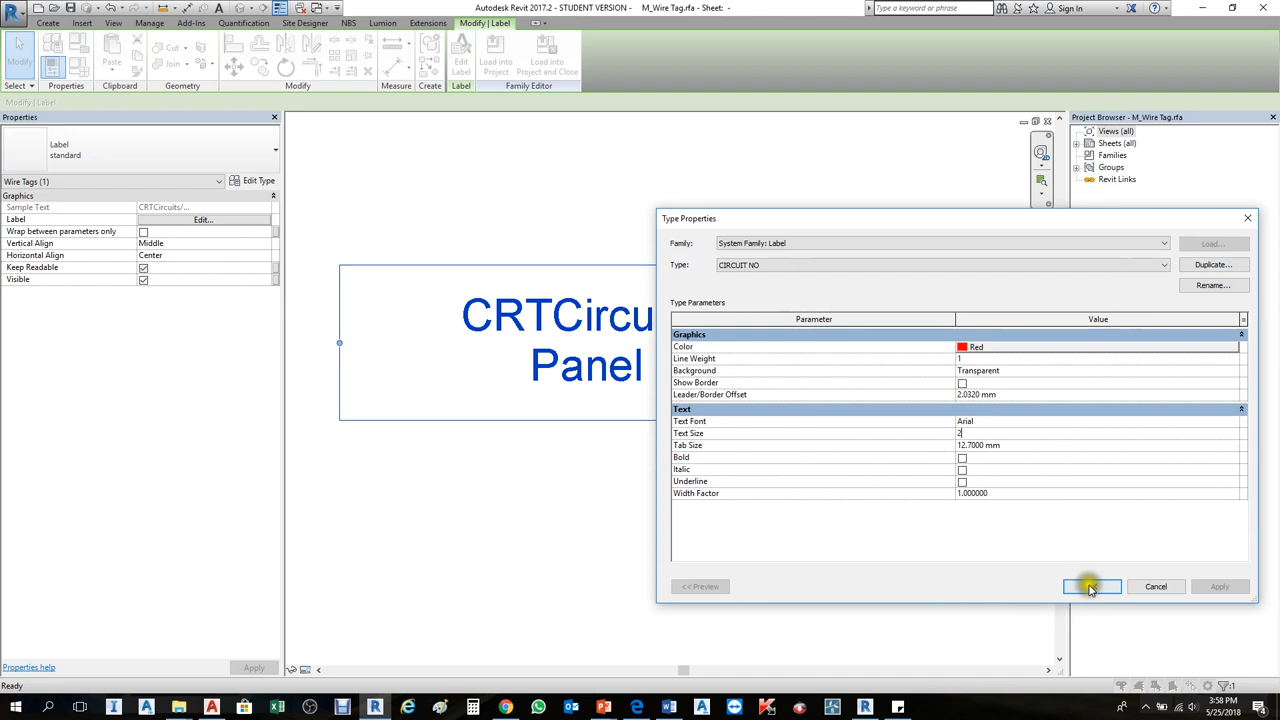 Autodesk Revit 2017.2 - STUDENT VERSION - M_Wire Tag.rfa - Sheet: -
Type a keyword or phrase
Sign In
Create Insert View Manage Add-Ins Quantification Site Designer NBS Lumion Extensions Modify | Label
Modify
Paste
Cut
Join
Edit Label
Load into Project
Load into Project and Close
Select Properties Clipboard Geometry Modify Measure Create Label Family Editor
Modify | Label
Properties
Label
standard
Wire Tags (1)
Edit Type
Graphics
Sample Text CRTCircuits/...
Label Edit...
Wrap between parameters only
Vertical Align Middle
Horizontal Align Center
Keep Readable
Visible
Properties help
Apply
CRTCircu
Panel
Project Browser - M_Wire Tag.rfa
Views (all)
Sheets (all)
Families
Groups
Revit Links
Type Properties
Family: System Family: Label Load...
Type: CIRCUIT NO Duplicate...
Rename...
Type Parameters
Parameter Value
Graphics
Color Red
Line Weight 1
Background Transparent
Show Border
Leader/Border Offset 2.0320 mm
Text
Text Font Arial
Text Size 2
Tab Size 12.7000 mm
Bold
Italic
Underline
Width Factor 1.000000
<< Preview
Cancel
Apply
Ready
:1
3:58 PM
5/25/2018